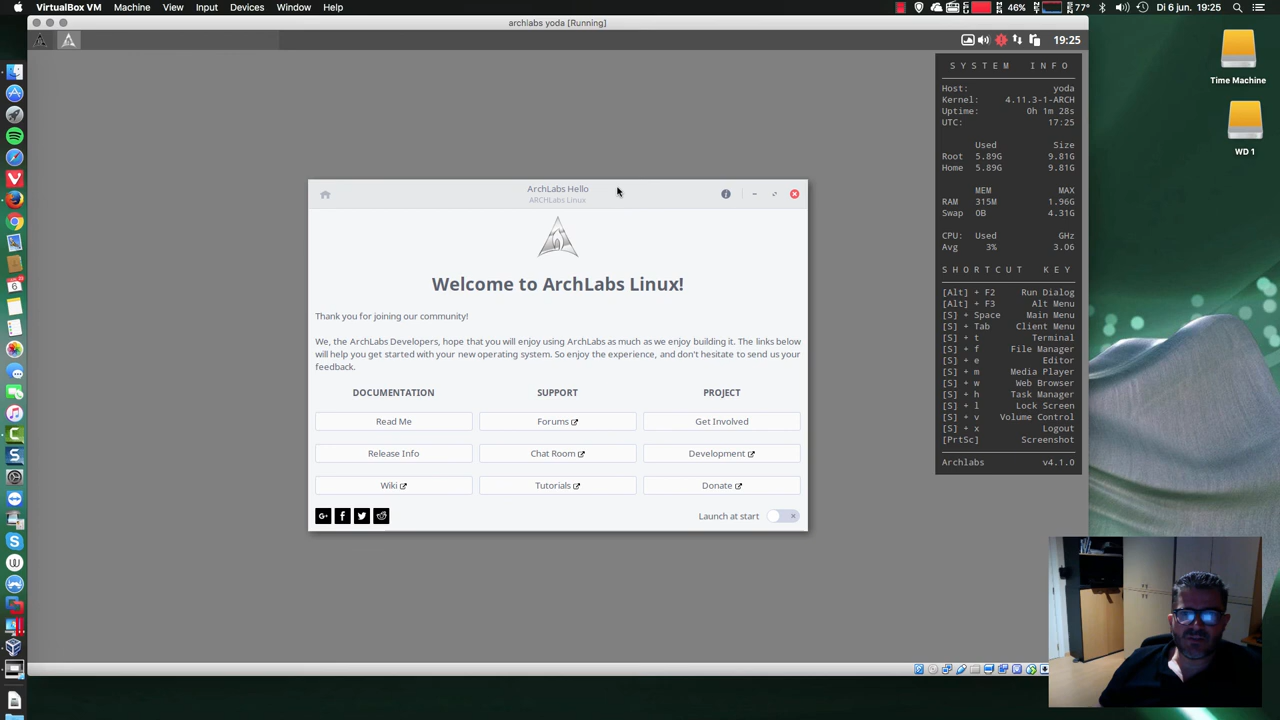 VirtualBox VM Machine View Input Devices Window Help
46% 77° Di 6 jun. 19:25
archlabs yoda [Running]
19:25
Time Machine
WD 1
SYSTEM INFO
Host: yoda
Kernel: 4.11.3-1-ARCH
Uptime: 0h 1m 28s
UTC: 17:25
Used Size
Root 5.89G 9.81G
Home 5.89G 9.81G
MEM MAX
RAM 315M 1.96G
Swap 0B 4.31G
CPU: Used GHz
Avg 3% 3.06
SHORTCUT KEY
[Alt] + F2 Run Dialog
[Alt] + F3 Alt Menu
[S] + Space Main Menu
[S] + Tab Client Menu
[S] + t Terminal
[S] + f File Manager
[S] + e Editor
[S] + m Media Player
[S] + w Web Browser
[S] + h Task Manager
[S] + l Lock Screen
[S] + v Volume Control
[S] + x Logout
[PrtSc] Screenshot
Archlabs v4.1.0
ArchLabs Hello
ARCHLabs Linux
Welcome to ArchLabs Linux!
Thank you for joining our community!
We, the ArchLabs Developers, hope that you will enjoy using ArchLabs as much as we enjoy building it. The links below
will help you get started with your new operating system. So enjoy the experience, and don't hesitate to send us your
feedback.
DOCUMENTATION SUPPORT PROJECT
Read Me Forums Get Involved
Release Info Chat Room Development
Wiki Tutorials Donate
Launch at start